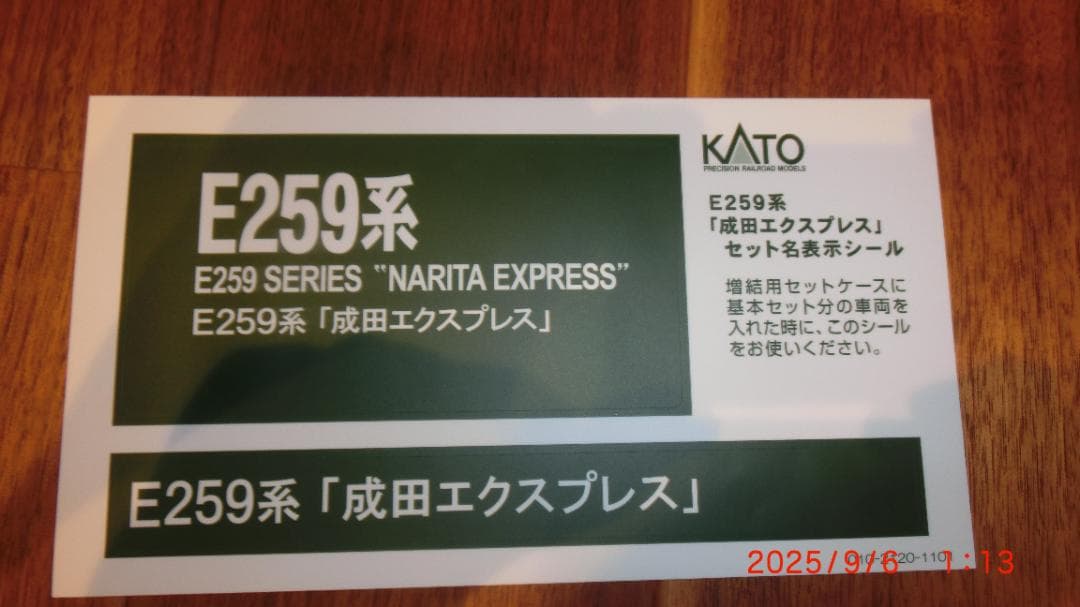 E259系
E259 SERIES “NARITA EXPRESS”
E259系「成田エクスプレス」
KATO
PRECISION RAILROAD MODELS
E259系
「成田エクスプレス」
セット名表示シール
増結用セットケースに
基本セット分の車両を
入れた時に、このシール
をお使いください。
E259系「成田エクスプレス」
2025/9/6 1:13